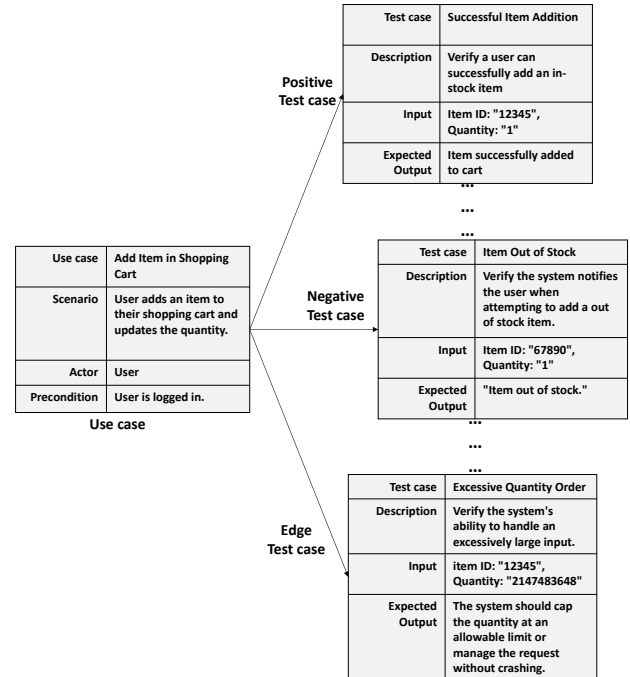 Test case Successful Item Addition
Description Verify a user can
successfully add an in-
stock item
Input Item ID: "12345",
Quantity: "1"
Expected Item successfully added
Output to cart
Positive
Test case
...
...
...
Use case Add Item in Shopping
Cart
Scenario User adds an item to
their shopping cart and
updates the quantity.
Actor User
Precondition User is logged in.
Use case
Negative
Test case
Test case Item Out of Stock
Description Verify the system notifies
the user when
attempting to add a out
of stock item.
Input Item ID: "67890",
Quantity: "1"
Expected "Item out of stock."
Output
...
...
...
Edge
Test case
Test case Excessive Quantity Order
Description Verify the system's
ability to handle an
excessively large input.
Input item ID: "12345",
Quantity: "2147483648"
Expected The system should cap
Output the quantity at an
allowable limit or
manage the request
without crashing.